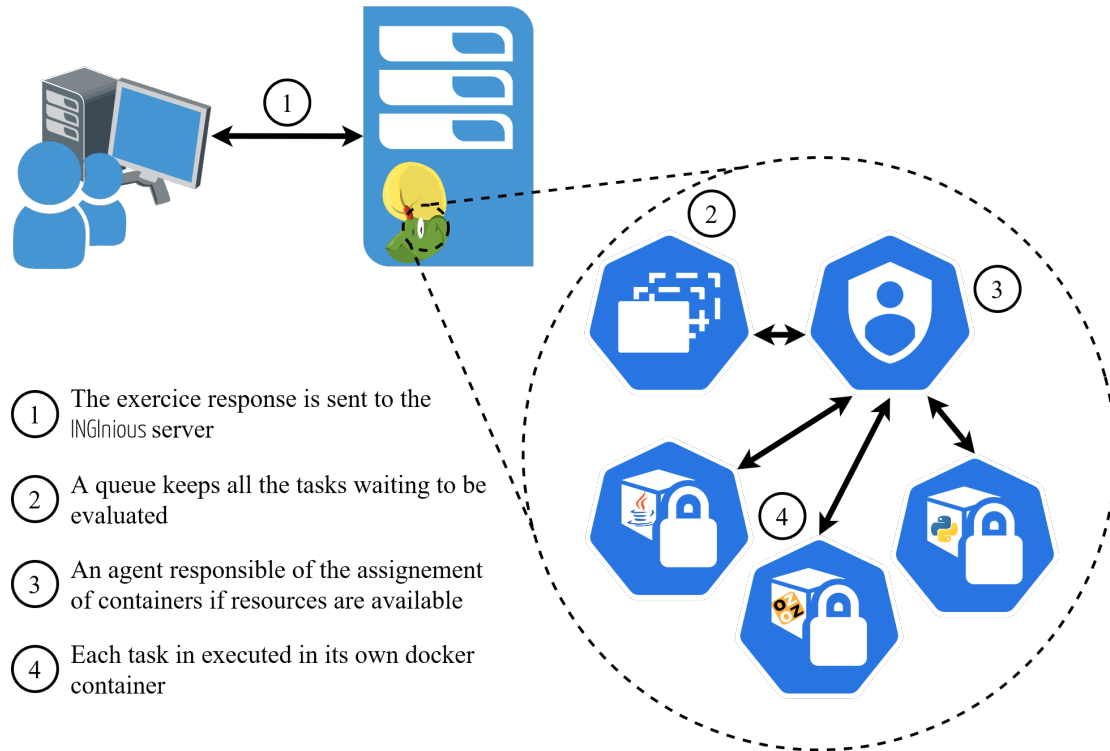 1
2
3
4
1 The exercice response is sent to the
INGInious server
2 A queue keeps all the tasks waiting to be
evaluated
3 An agent responsible of the assignement
of containers if resources are available
4 Each task in executed in its own docker
container
OZ
OZ